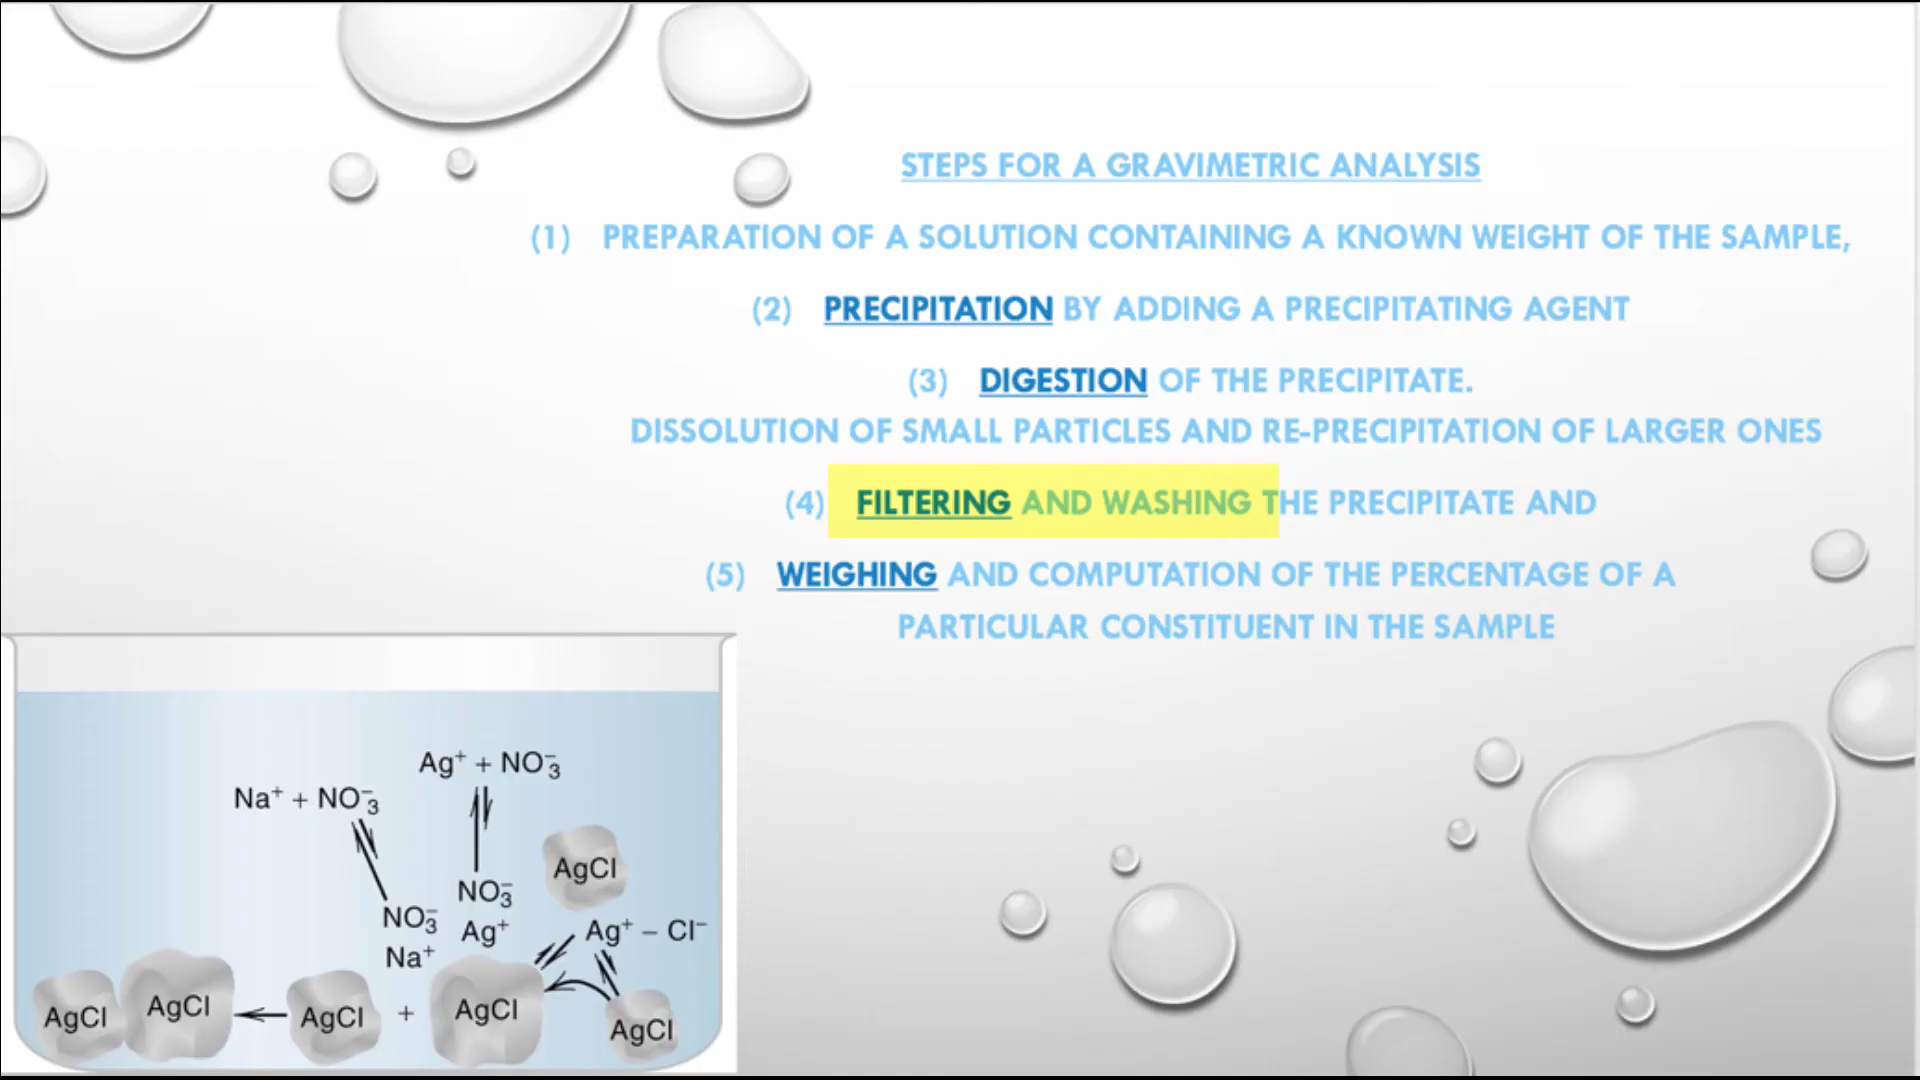 STEPS FOR A GRAVIMETRIC ANALYSIS
(1) PREPARATION OF A SOLUTION CONTAINING A KNOWN WEIGHT OF THE SAMPLE,
(2) PRECIPITATION BY ADDING A PRECIPITATING AGENT
(3) DIGESTION OF THE PRECIPITATE.
DISSOLUTION OF SMALL PARTICLES AND RE-PRECIPITATION OF LARGER ONES
(4) FILTERING AND WASHING THE PRECIPITATE AND
(5) WEIGHING AND COMPUTATION OF THE PERCENTAGE OF A
PARTICULAR CONSTITUENT IN THE SAMPLE
Ag⁺ + NO₃⁻
Na⁺ + NO₃⁻
AgCl
NO₃⁻
NO₃⁻
Ag⁺
Ag⁺ – Cl⁻
Na⁺
AgCl
AgCl
AgCl
+
AgCl
AgCl